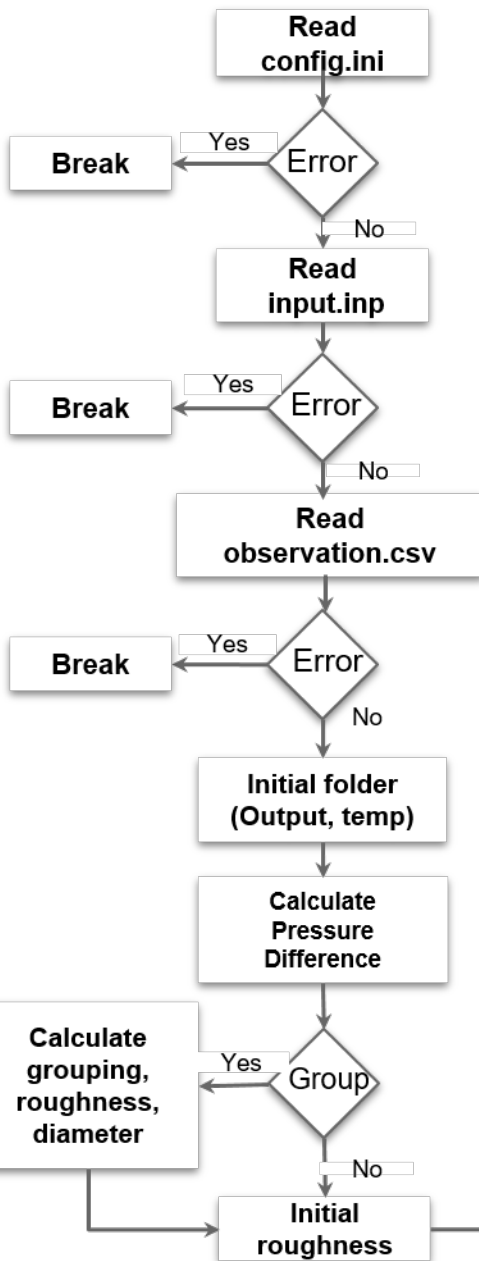 Read
config.ini
Yes
Break
Error
No
Read
input.inp
Yes
Break
Error
No
Read
observation.csv
Yes
Break
Error
No
Initial folder
(Output, temp)
Calculate
Pressure
Difference
Calculate
grouping,
roughness,
diameter
Yes
Group
No
Initial
roughness